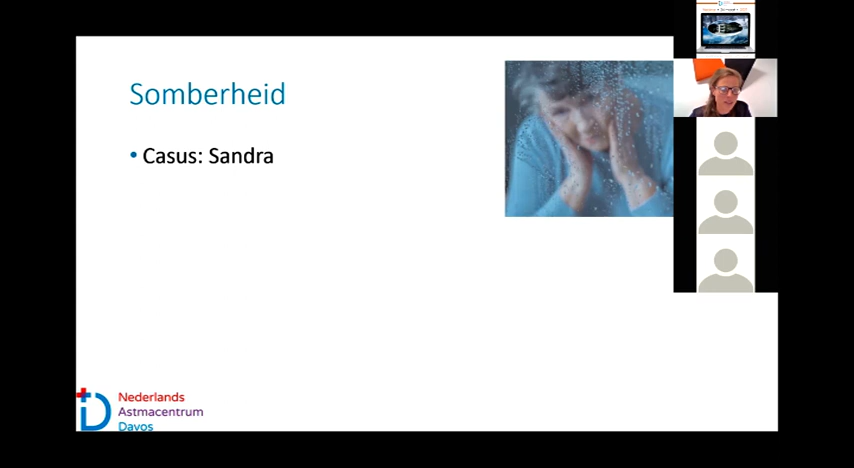 Somberheid
• Casus: Sandra
Nederlands
Astmacentrum
Davos